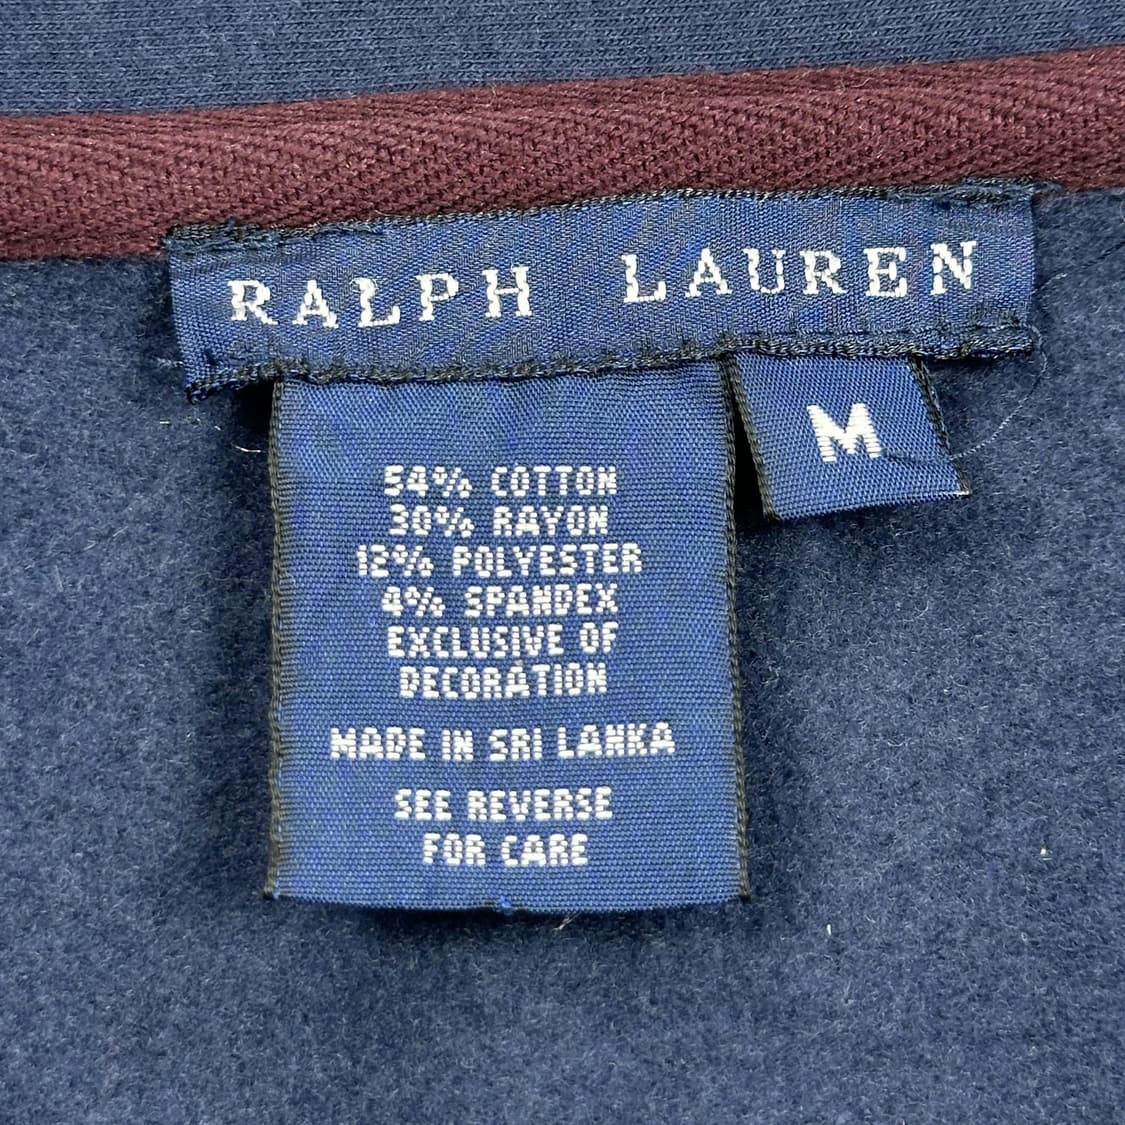 RALPH LAUREN
M
54% COTTON
30% RAYON
12% POLYESTER
4% SPANDEX
EXCLUSIVE OF
DECORATION
MADE IN SRI LANKA
SEE REVERSE
FOR CARE